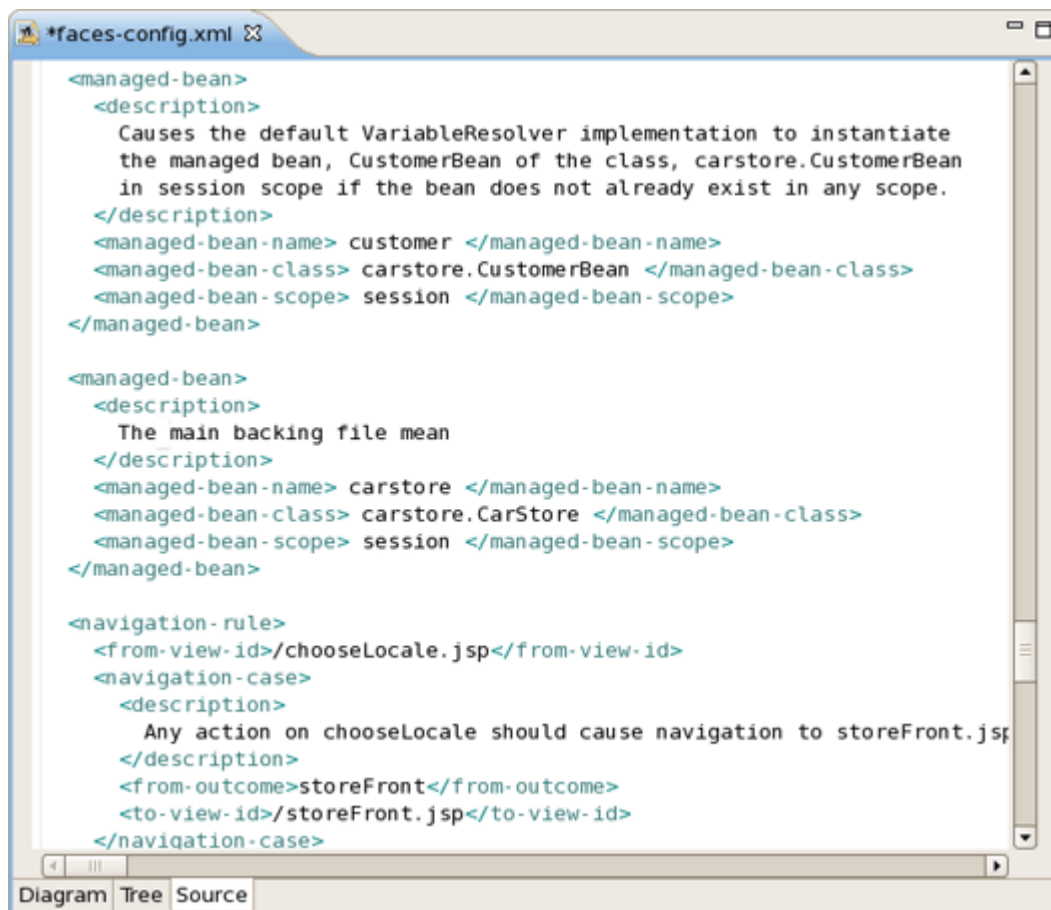 *faces-config.xml
<managed-bean>
<description>
Causes the default VariableResolver implementation to instantiate
the managed bean, CustomerBean of the class, carstore.CustomerBean
in session scope if the bean does not already exist in any scope.
</description>
<managed-bean-name> customer </managed-bean-name>
<managed-bean-class> carstore.CustomerBean </managed-bean-class>
<managed-bean-scope> session </managed-bean-scope>
</managed-bean>
<managed-bean>
<description>
The main backing file mean
</description>
<managed-bean-name> carstore </managed-bean-name>
<managed-bean-class> carstore.CarStore </managed-bean-class>
<managed-bean-scope> session </managed-bean-scope>
</managed-bean>
<navigation-rule>
<from-view-id>/chooseLocale.jsp</from-view-id>
<navigation-case>
<description>
Any action on chooseLocale should cause navigation to storeFront.jsp
</description>
<from-outcome>storeFront</from-outcome>
<to-view-id>/storeFront.jsp</to-view-id>
</navigation-case>
Diagram Tree Source